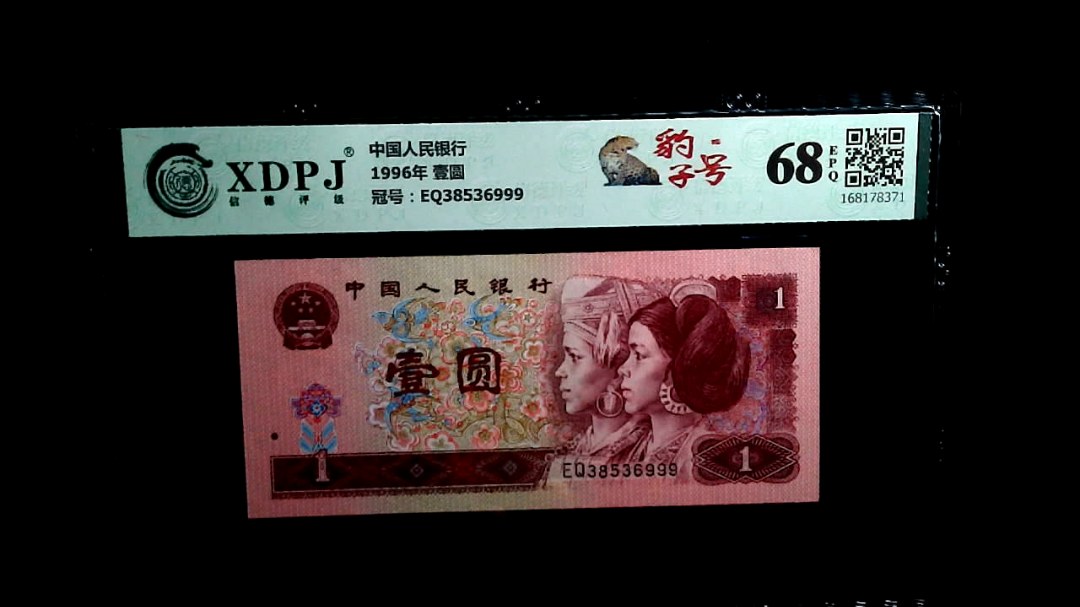 XDPJ®
信德评级
中国人民银行
1996年 壹圆
冠号：EQ38536999
豹子号
68
EPQ
168178371
中国人民银行
1
壹圆
1
EQ38536999
1